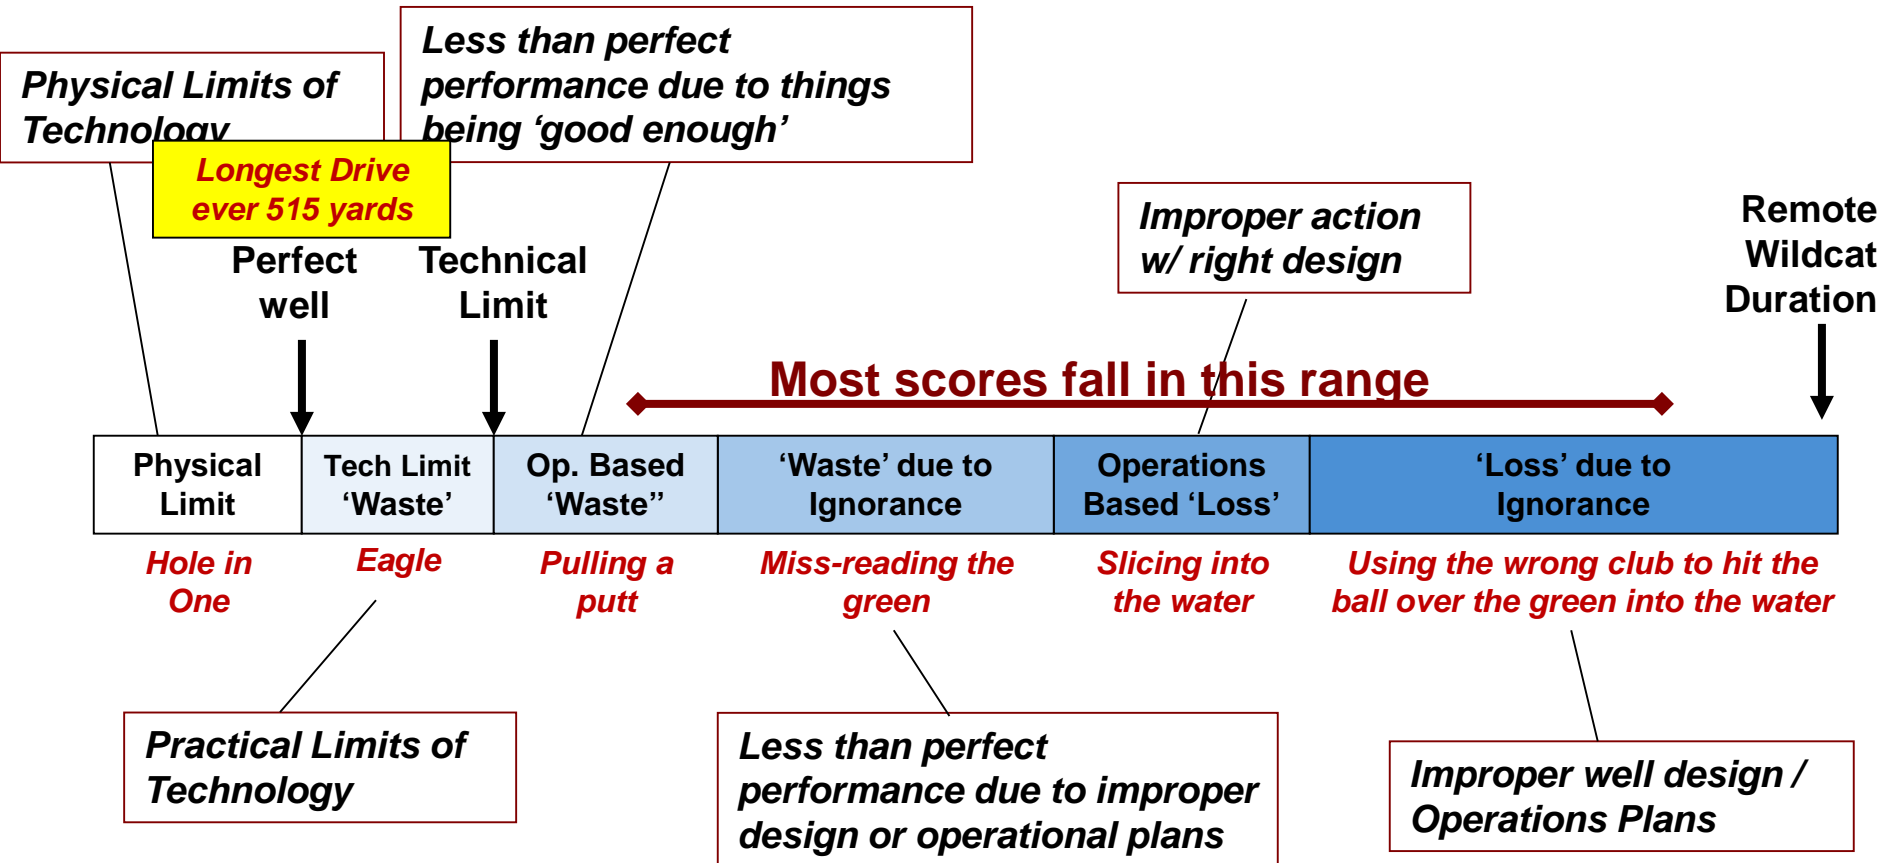 Less than perfect
performance due to things
being ‘good enough’
Physical Limits of
Technology
Longest Drive
ever 515 yards
Improper action
w/ right design
Remote
Wildcat
Duration
Perfect
well
Technical
Limit
Most scores fall in this range
Physical
Limit
Tech Limit
‘Waste’
Op. Based
‘Waste’’
‘Waste’ due to
Ignorance
Operations
Based ‘Loss’
‘Loss’ due to
Ignorance
Hole in
One
Eagle
Pulling a
putt
Miss-reading the
green
Slicing into
the water
Using the wrong club to hit the
ball over the green into the water
Practical Limits of
Technology
Less than perfect
performance due to improper
design or operational plans
Improper well design /
Operations Plans